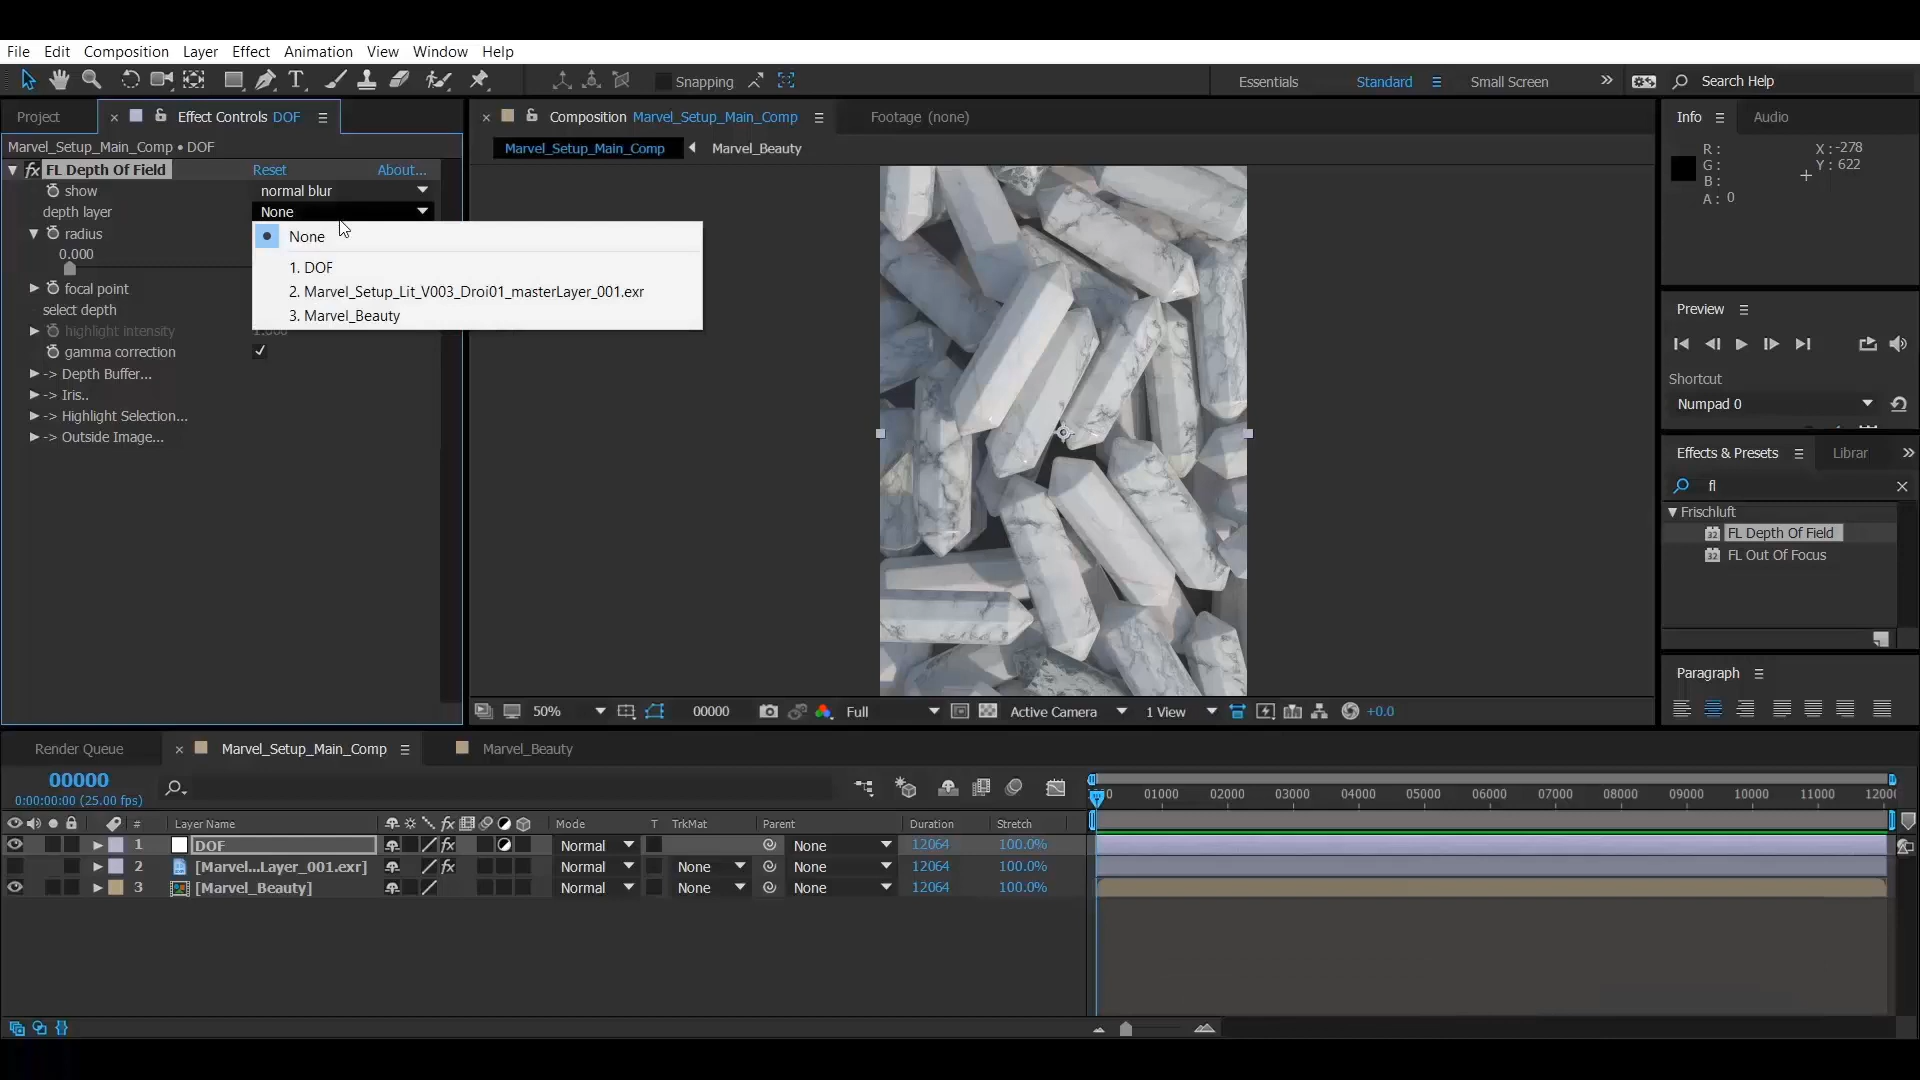 File Edit Composition Layer Effect Animation View Window Help
Snapping
Essentials Standard Small Screen
Search Help
Project
Effect Controls DOF
Composition Marvel_Setup_Main_Comp
Footage (none)
Info
Audio
Marvel_Setup_Main_Comp • DOF
Marvel_Setup_Main_Comp Marvel_Beauty
R :
G :
B :
A : 0
X : -278
Y : 622
fx FL Depth Of Field Reset About...
show normal blur
depth layer None
None
1. DOF
2. Marvel_Setup_Lit_V003_Droi01_masterLayer_001.exr
3. Marvel_Beauty
radius
0.000
focal point
select depth
highlight intensity
gamma correction
-> Depth Buffer...
-> Iris..
-> Highlight Selection...
-> Outside Image...
Preview
Shortcut
Numpad 0
Effects & Presets
Librar
fl
Frischluft
32 FL Depth Of Field
32 FL Out Of Focus
Paragraph
50% 00000 Full Active Camera 1 View +0.0
Render Queue
Marvel_Setup_Main_Comp
Marvel_Beauty
00000
0:00:00:00 (25.00 fps)
01000 02000 03000 04000 05000 06000 07000 08000 09000 10000 11000 1200
# Layer Name fx Mode T TrkMat Parent Duration Stretch
1 DOF fx Normal None 12064 100.0%
2 [Marvel...Layer_001.exr] fx Normal None None 12064 100.0%
3 [Marvel_Beauty] Normal None None 12064 100.0%